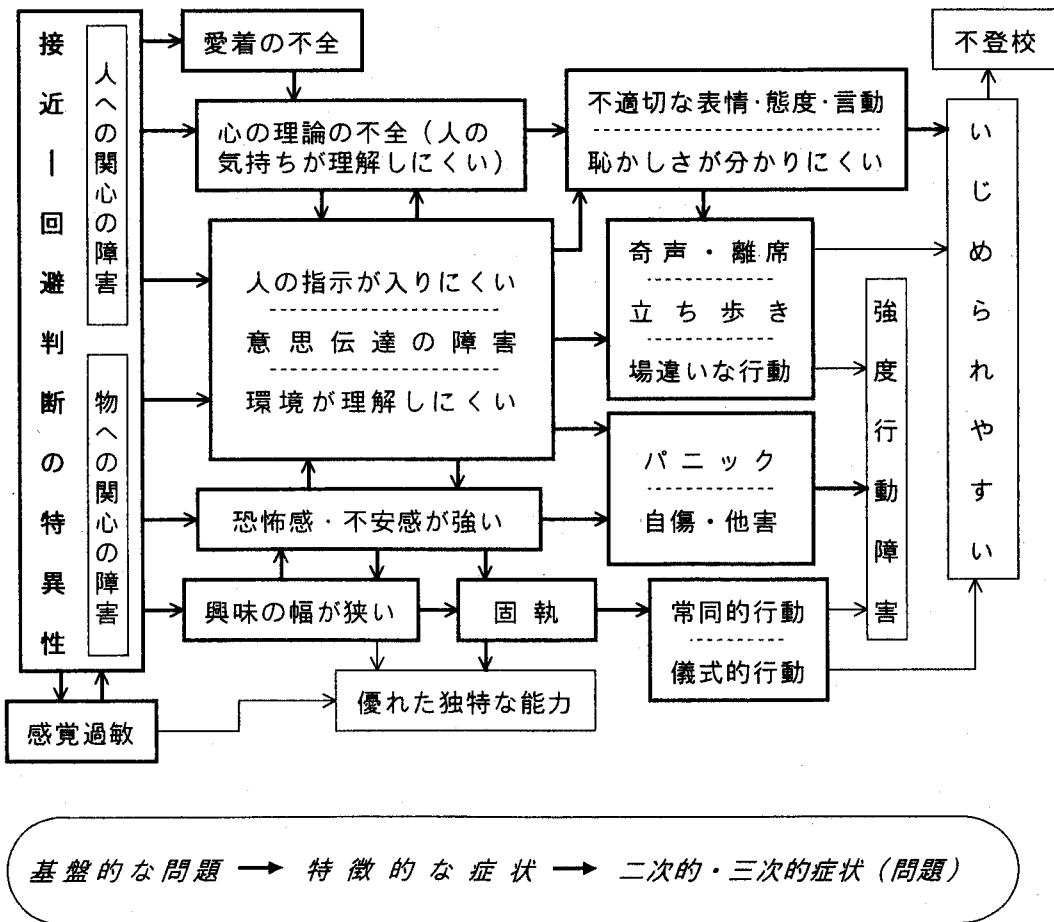 接近―回避判断の特異性
人への関心の障害
物への関心の障害
感覚過敏
愛着の不全
心の理論の不全（人の
気持ちが理解しにくい）
人の指示が入りにくい
意思伝達の障害
環境が理解しにくい
恐怖感・不安感が強い
興味の幅が狭い
固執
優れた独特な能力
不適切な表情・態度・言動
恥かしさが分かりにくい
奇声・離席
立ち歩き
場違いな行動
パニック
自傷・他害
常同的行動
儀式的行動
強度行動障害
いじめられやすい
不登校
基盤的な問題 → 特徴的な症状 → 二次的・三次的症状（問題）